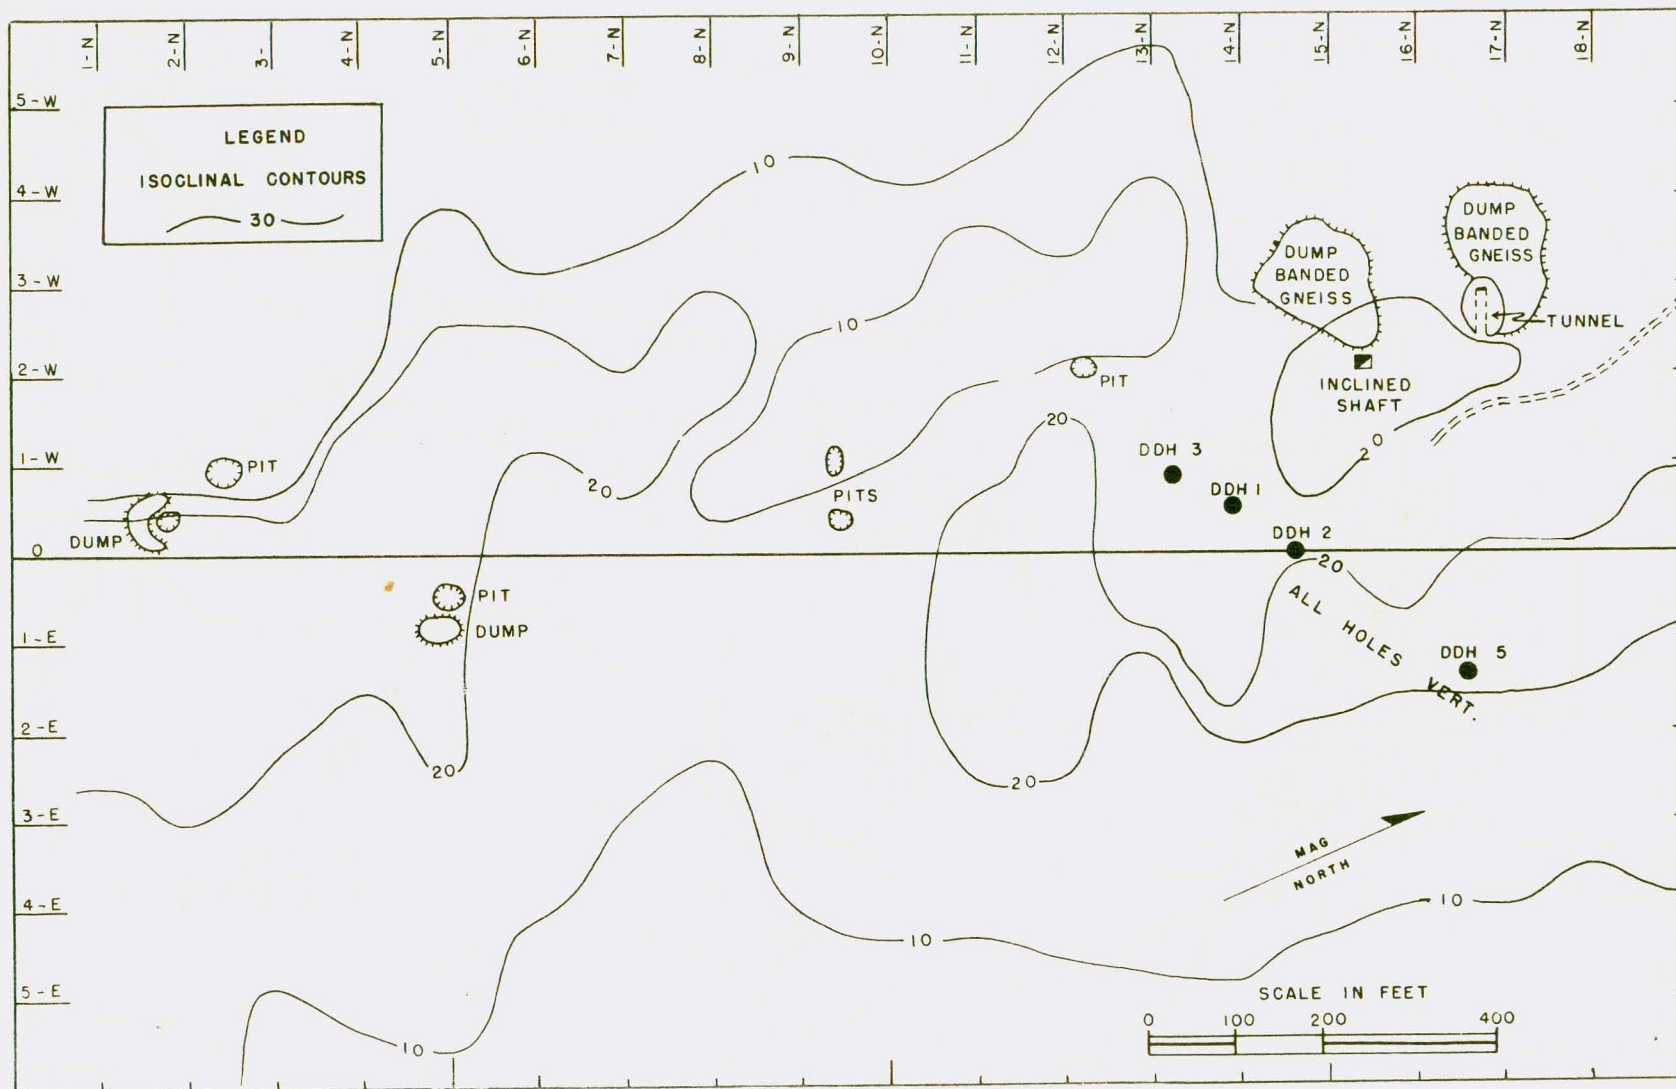 1-N
2-N
3-
4-N
5-N
6-N
7-N
8-N
9-N
10-N
11-N
12-N
13-N
14-N
15-N
16-N
17-N
18-N
5-W
LEGEND
ISOCLINAL CONTOURS
30
10
4-W
DUMP
BANDED
GNEISS
DUMP
BANDED
GNEISS
3-W
10
TUNNEL
2-W
PIT
INCLINED
SHAFT
20
20
DDH 3
1-W
PIT
20
PITS
DDH 1
DUMP
DDH 2
0
20
PIT
ALL HOLES VERT.
DUMP
1-E
DDH 5
2-E
20
20
3-E
MAG
NORTH
4-E
10
10
5-E
SCALE IN FEET
0 100 200 400
10